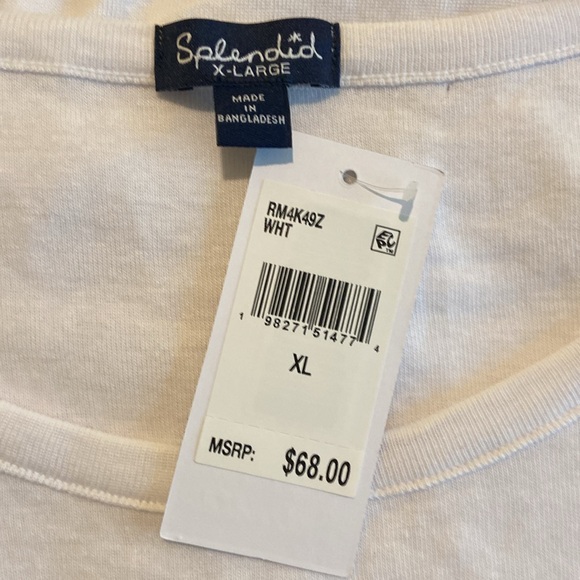 Splendid
X-LARGE
MADE
IN
BANGLADESH
RM4K49Z
WHT
1 98271 51477 4
XL
MSRP: $68.00